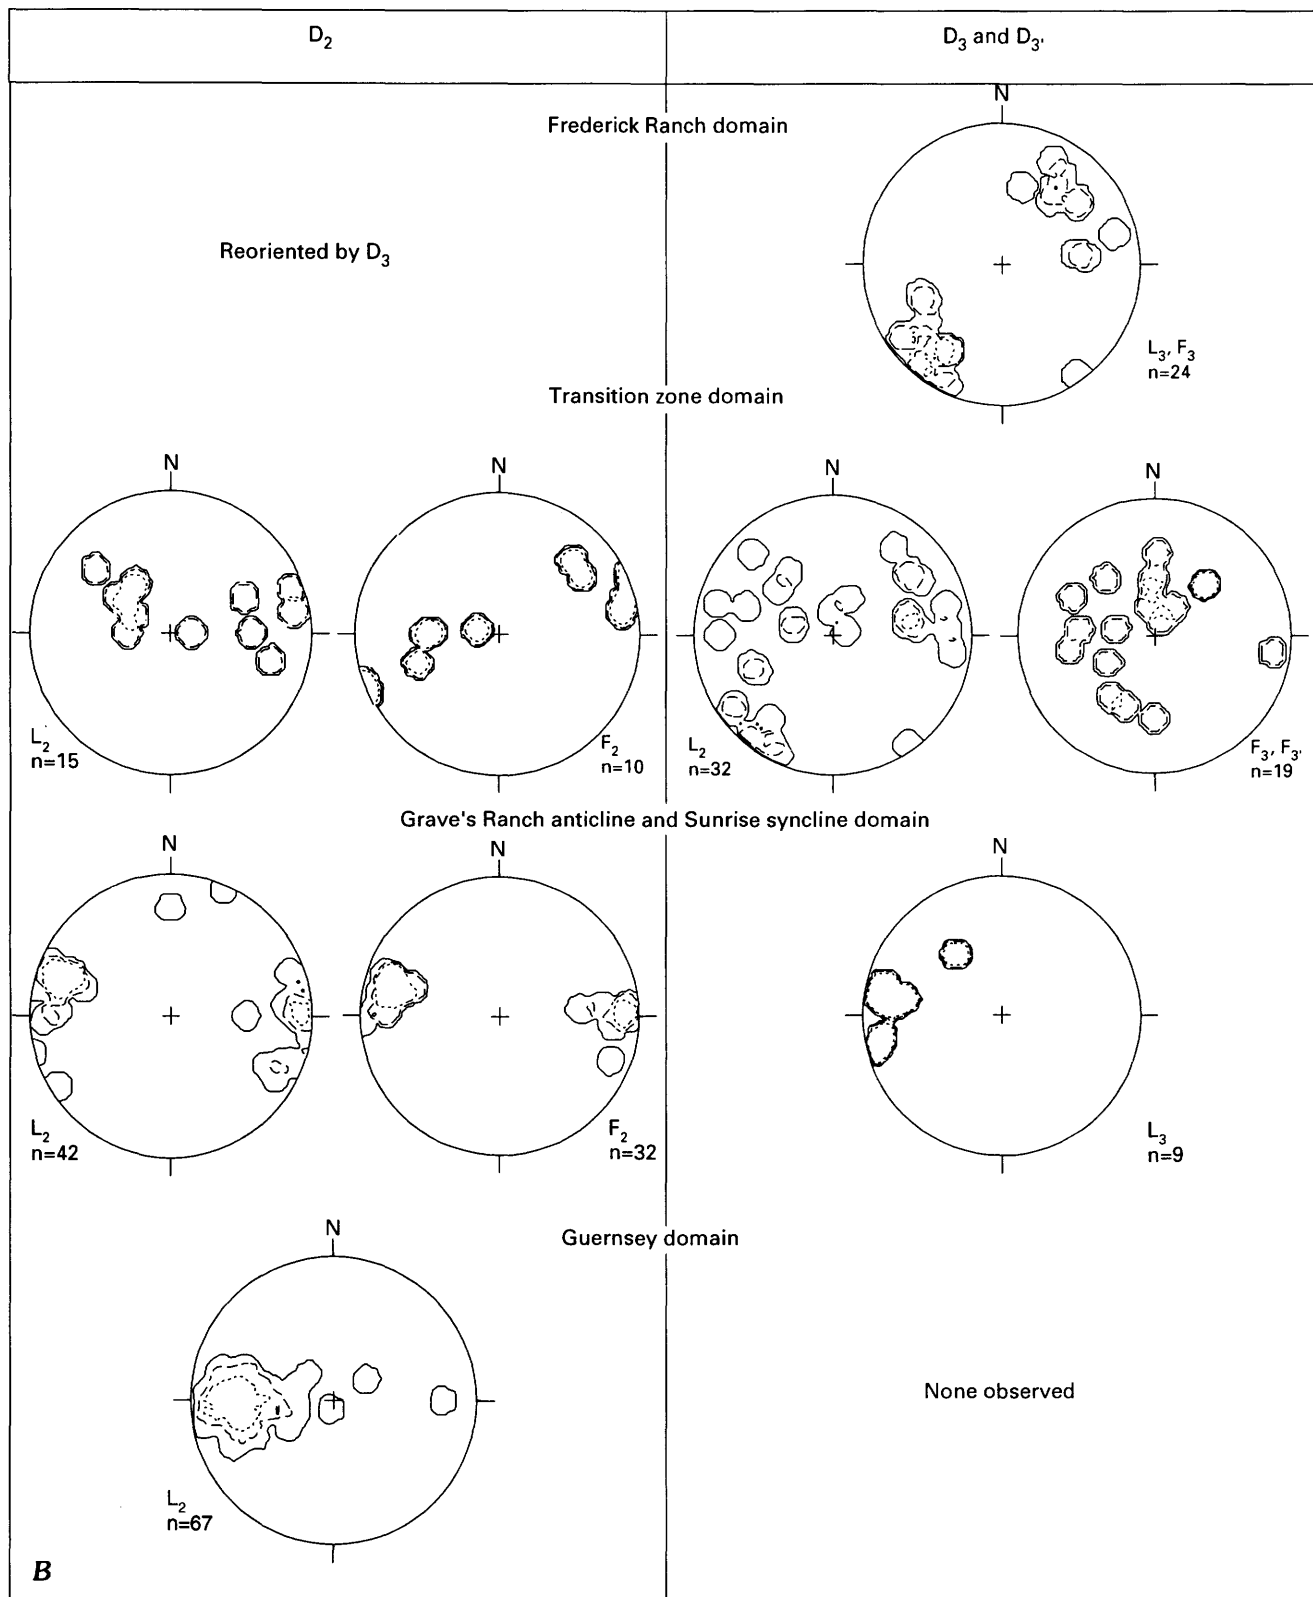 D₂
D₃ and D₃'
Frederick Ranch domain
N
Reoriented by D₃
L₃, F₃
n=24
Transition zone domain
N
N
N
N
L₂
n=15
F₂
n=10
L₂
n=32
F₃, F₃'
n=19
Grave's Ranch anticline and Sunrise syncline domain
N
N
N
L₂
n=42
F₂
n=32
L₃
n=9
Guernsey domain
N
None observed
L₂
n=67
B